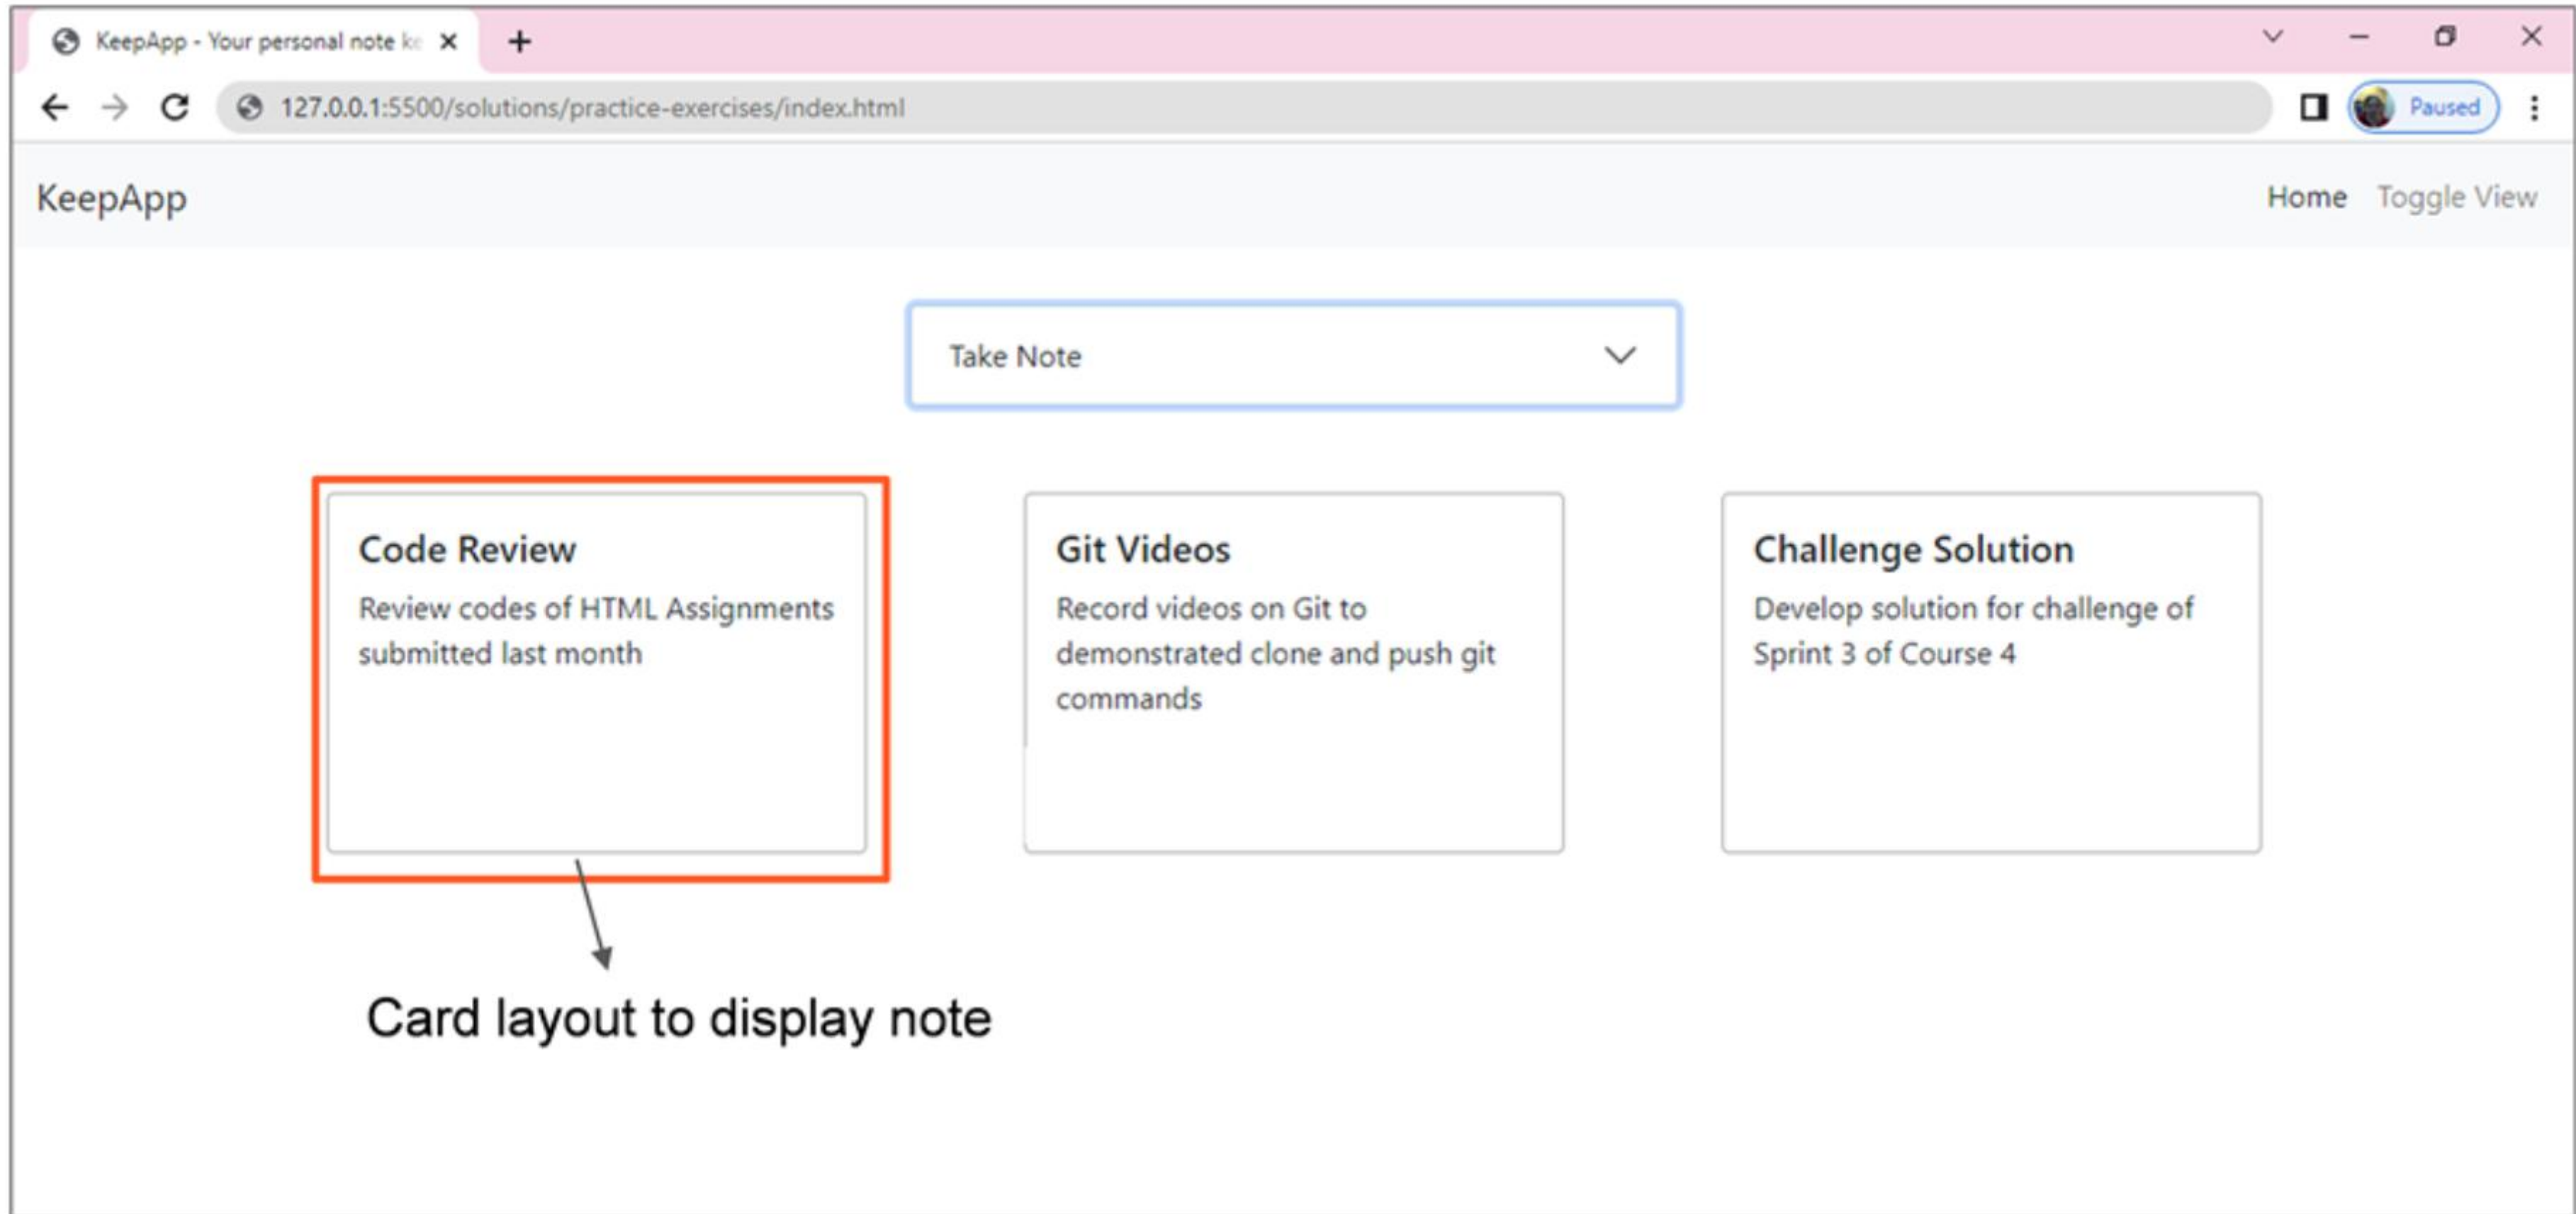 KeepApp - Your personal note
127.0.0.1:5500/solutions/practice-exercises/index.html
Paused
KeepApp
Home Toggle View
Take Note
Code Review
Review codes of HTML Assignments
submitted last month
Git Videos
Record videos on Git to
demonstrated clone and push git
commands
Challenge Solution
Develop solution for challenge of
Sprint 3 of Course 4
Card layout to display note